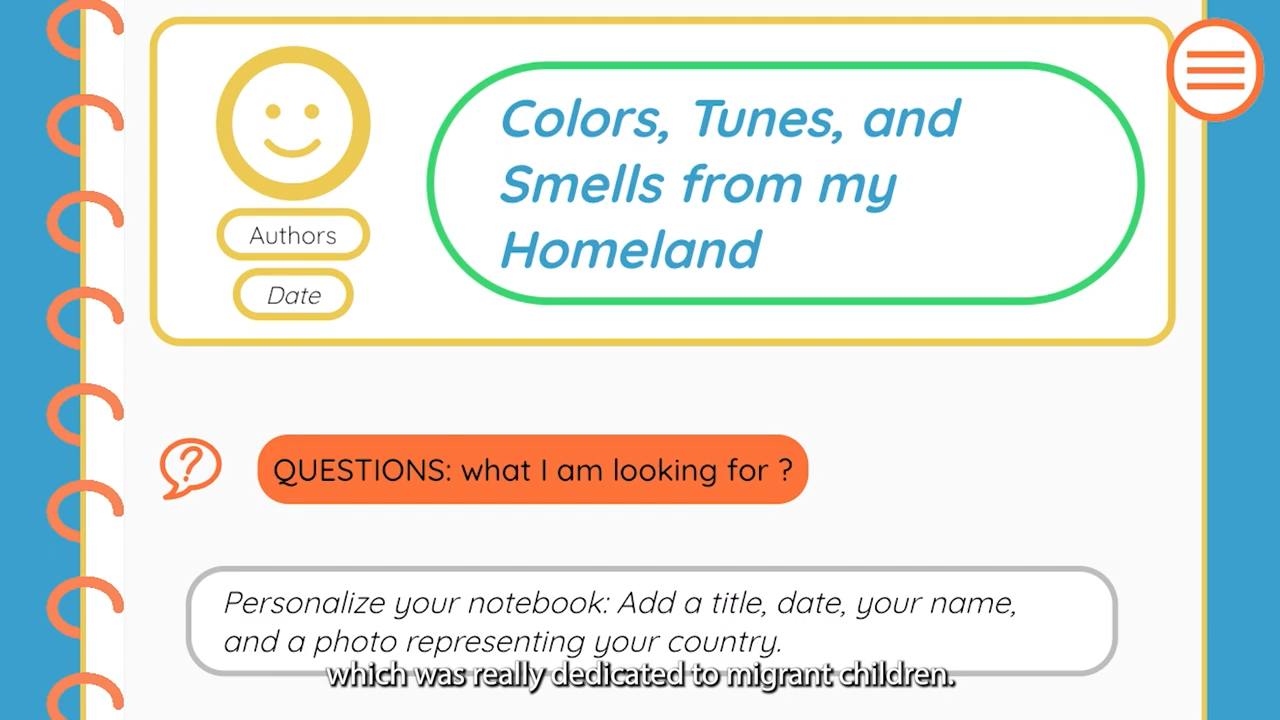 Colors, Tunes, and
Smells from my
Homeland
Authors
Date
QUESTIONS: what I am looking for ?
Personalize your notebook: Add a title, date, your name,
and a photo representing your country.
which was really dedicated to migrant children.